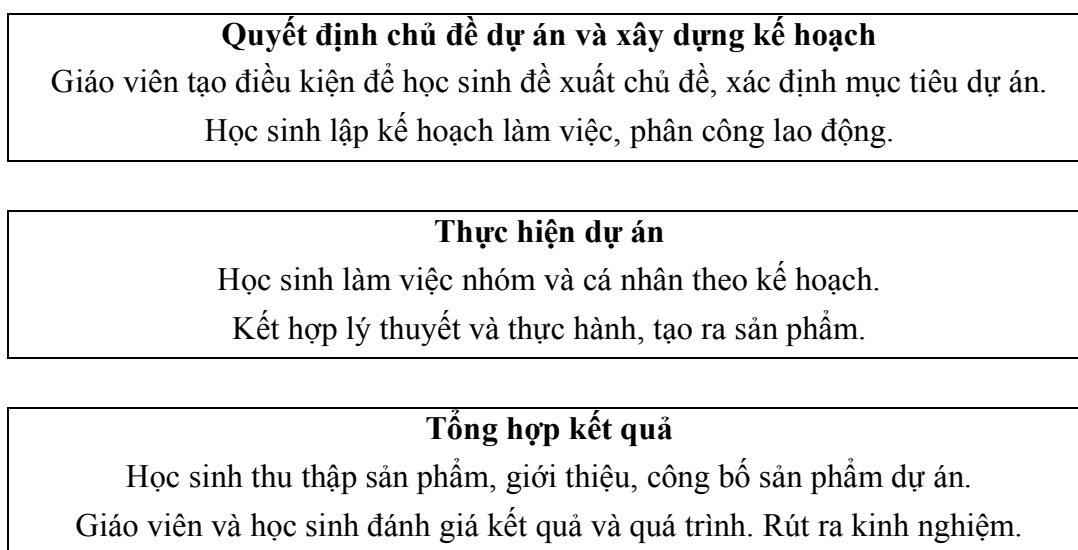 Quyết định chủ đề dự án và xây dựng kế hoạch
Giáo viên tạo điều kiện để học sinh đề xuất chủ đề, xác định mục tiêu dự án.
Học sinh lập kế hoạch làm việc, phân công lao động.
Thực hiện dự án
Học sinh làm việc nhóm và cá nhân theo kế hoạch.
Kết hợp lý thuyết và thực hành, tạo ra sản phẩm.
Tổng hợp kết quả
Học sinh thu thập sản phẩm, giới thiệu, công bố sản phẩm dự án.
Giáo viên và học sinh đánh giá kết quả và quá trình. Rút ra kinh nghiệm.